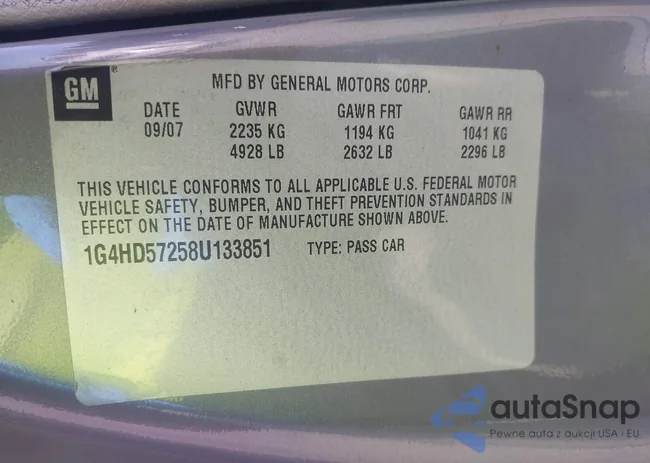 GM ®
MFD BY GENERAL MOTORS CORP.
DATE GVWR GAWR FRT GAWR RR
09/07 2235 KG 1194 KG 1041 KG
4928 LB 2632 LB 2296 LB
THIS VEHICLE CONFORMS TO ALL APPLICABLE U.S. FEDERAL MOTOR
VEHICLE SAFETY, BUMPER, AND THEFT PREVENTION STANDARDS IN
EFFECT ON THE DATE OF MANUFACTURE SHOWN ABOVE.
1G4HD57258U133851 TYPE: PASS CAR
autaSnap
Pewne auta z aukcji USA i EU